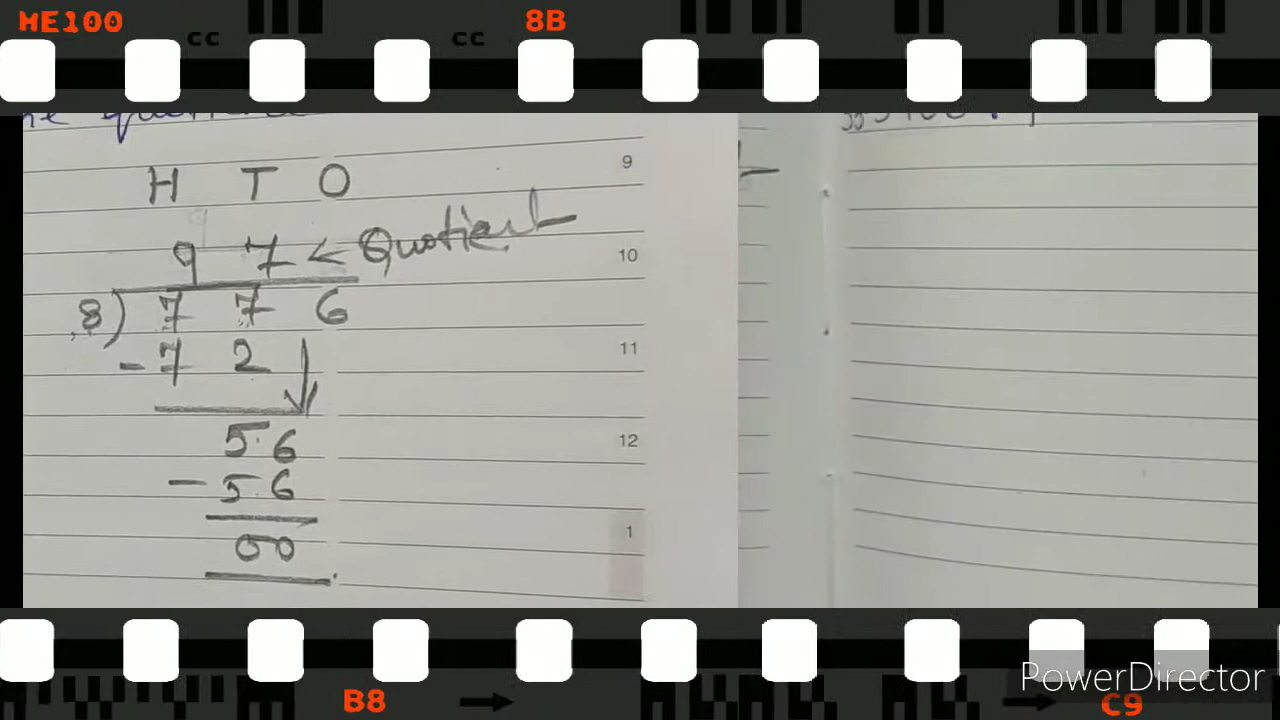 ME100 8B
cc cc
H T O
9
9 7 ← Quotient
10
8) 7 7 6
- 7 2
11
5 6
12
- 5 6
0 0
1
PowerDirector
B8 C9